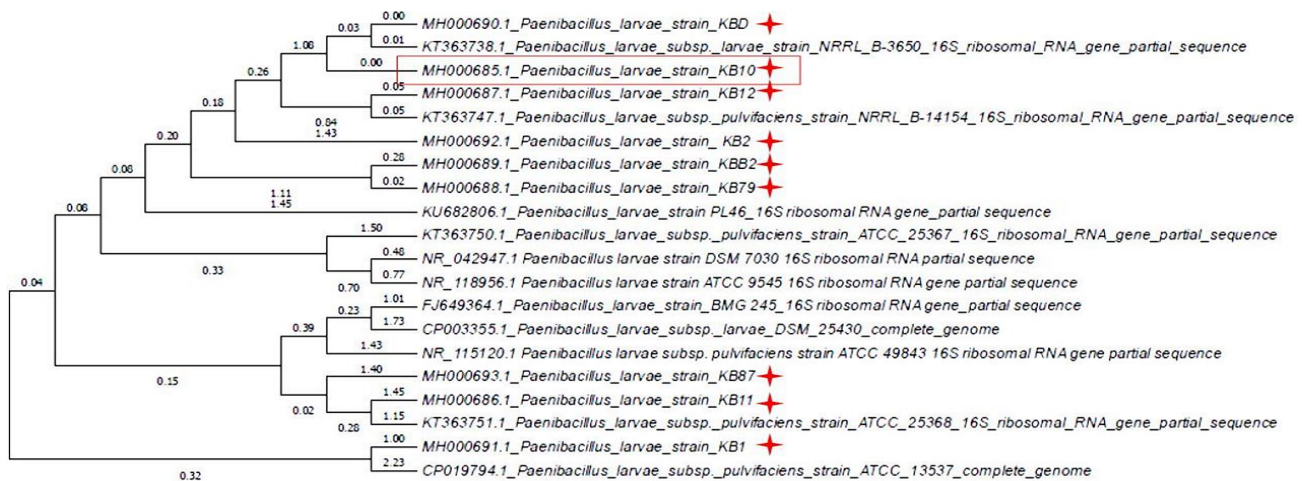 0.00
MH000690.1_Paenibacillus_larvae_strain_KBD
0.03
0.01
KT363738.1_Paenibacillus_larvae_subsp._larvae_strain_NRRL_B-3650_16S_ribosomal_RNA_gene_partial_sequence
1.08
0.00
MH000685.1_Paenibacillus_larvae_strain_KB10
0.26
0.05
MH000687.1_Paenibacillus_larvae_strain_KB12
0.18
0.84
0.05
KT363747.1_Paenibacillus_larvae_subsp._pulvifaciens_strain_NRRL_B-14154_16S_ribosomal_RNA_gene_partial_sequence
0.20
1.43
MH000692.1_Paenibacillus_larvae_strain_ KB2
0.28
MH000689.1_Paenibacillus_larvae_strain_KBB2
0.08
0.02
MH000688.1_Paenibacillus_larvae_strain_KB79
1.11
1.45
KU682806.1_Paenibacillus_larvae_strain PL46_16S ribosomal RNA gene_partial sequence
0.08
1.50
KT363750.1_Paenibacillus_larvae_subsp._pulvifaciens_strain_ATCC_25367_16S_ribosomal_RNA_gene_partial_sequence
0.33
0.48
NR_042947.1 Paenibacillus larvae strain DSM 7030 16S ribosomal RNA partial sequence
0.70
0.77
NR_118956.1 Paenibacillus larvae strain ATCC 9545 16S ribosomal RNA gene partial sequence
0.04
1.01
FJ649364.1_Paenibacillus_larvae_strain_BMG 245_16S ribosomal RNA gene_partial sequence
0.23
1.73
CP003355.1_Paenibacillus_larvae_subsp._larvae_DSM_25430_complete_genome
0.39
1.43
NR_115120.1 Paenibacillus larvae subsp. pulvifaciens strain ATCC 49843 16S ribosomal RNA gene partial sequence
0.15
1.40
MH000693.1_Paenibacillus_larvae_strain_KB87
0.02
1.45
MH000686.1_Paenibacillus_larvae_strain_KB11
0.28
1.15
KT363751.1_Paenibacillus_larvae_subsp._pulvifaciens_strain_ATCC_25368_16S_ribosomal_RNA_gene_partial_sequence
1.00
MH000691.1_Paenibacillus_larvae_strain_KB1
0.32
2.23
CP019794.1_Paenibacillus_larvae_subsp._pulvifaciens_strain_ATCC_13537_complete_genome